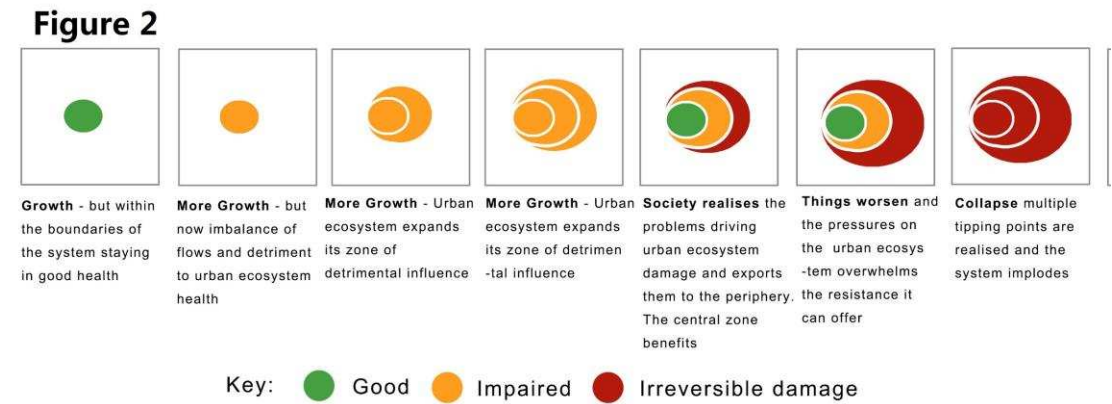 Figure 2
Growth - but within
the boundaries of
the system staying
in good health
More Growth - but
now imbalance of
flows and detriment
to urban ecosystem
health
More Growth - Urban
ecosystem expands
its zone of
detrimental influence
More Growth - Urban
ecosystem expands
its zone of detrimen
-tal influence
Society realises the
problems driving
urban ecosystem
damage and exports
them to the periphery.
The central zone
benefits
Things worsen and
the pressures on
the urban ecosys
-tem overwhelms
the resistance it
can offer
Collapse multiple
tipping points are
realised and the
system implodes
Key: Good Impaired Irreversible damage